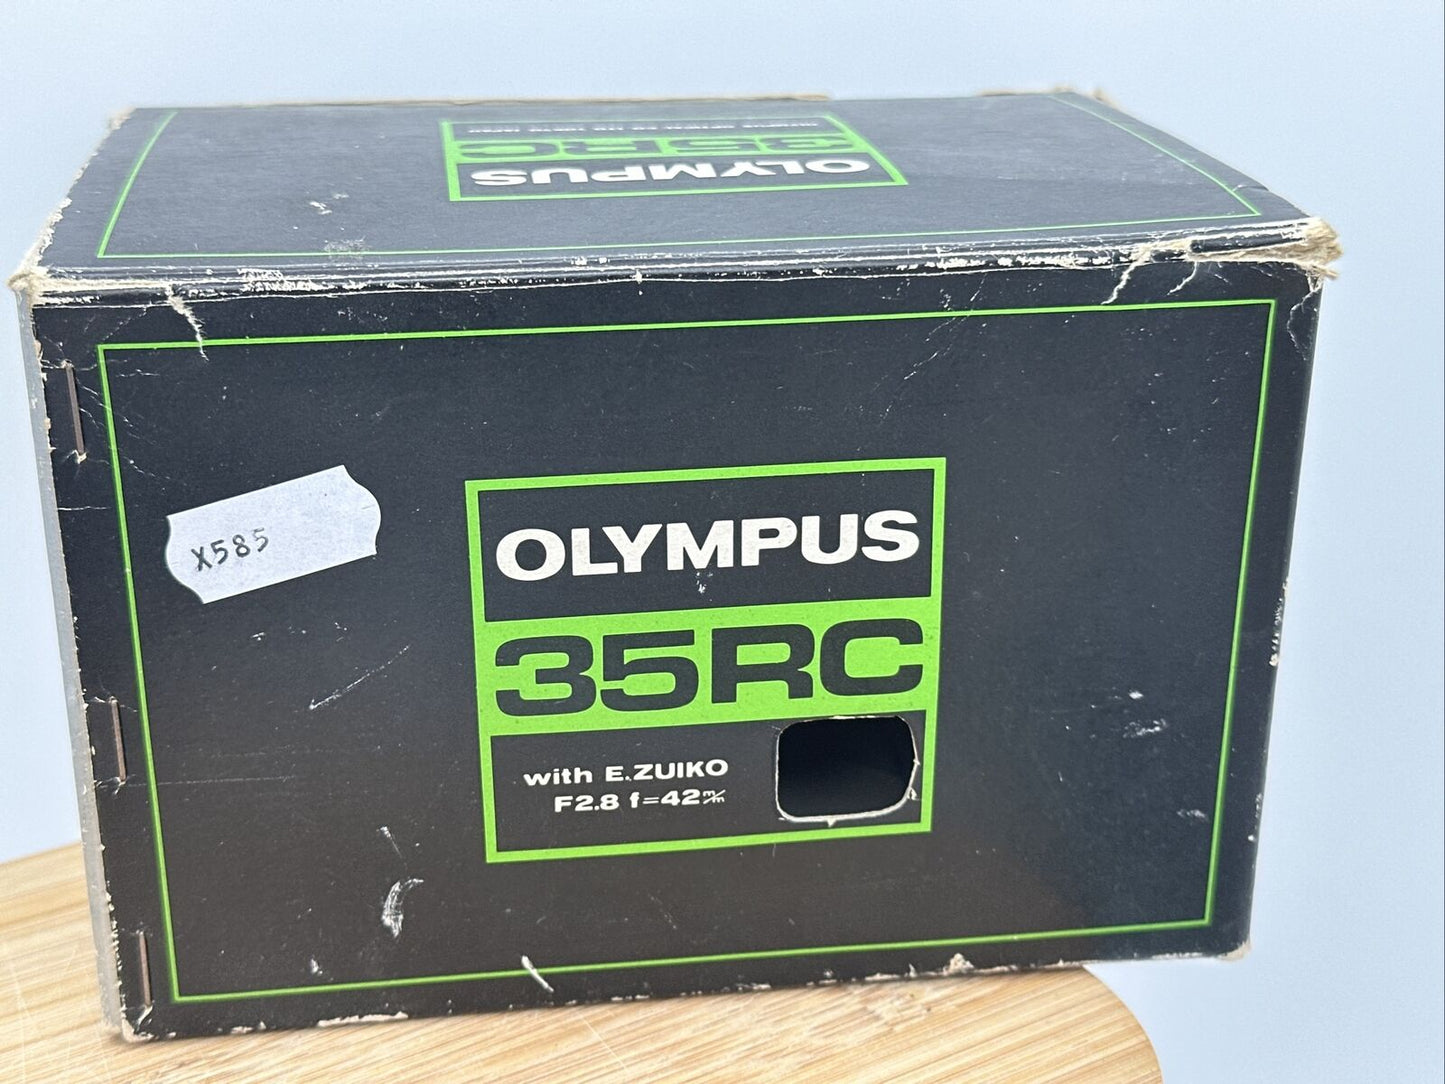 OLYMPUS
35RC
X585
OLYMPUS
35RC
with E.ZUIKO
F2.8 f=42m/m